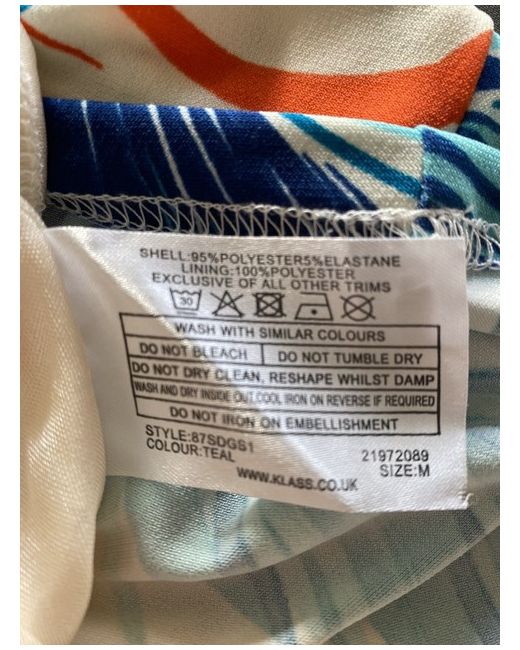 SHELL:95%POLYESTER5%ELASTANE
LINING:100%POLYESTER
EXCLUSIVE OF ALL OTHER TRIMS
30
WASH WITH SIMILAR COLOURS
DO NOT BLEACH DO NOT TUMBLE DRY
DO NOT DRY CLEAN, RESHAPE WHILST DAMP
WASH AND DRY INSIDE OUT,COOL IRON ON REVERSE IF REQUIRED
DO NOT IRON ON EMBELLISHMENT
STYLE:87SDGS1 21972089
COLOUR:TEAL SIZE:M
WWW.KLASS.CO.UK